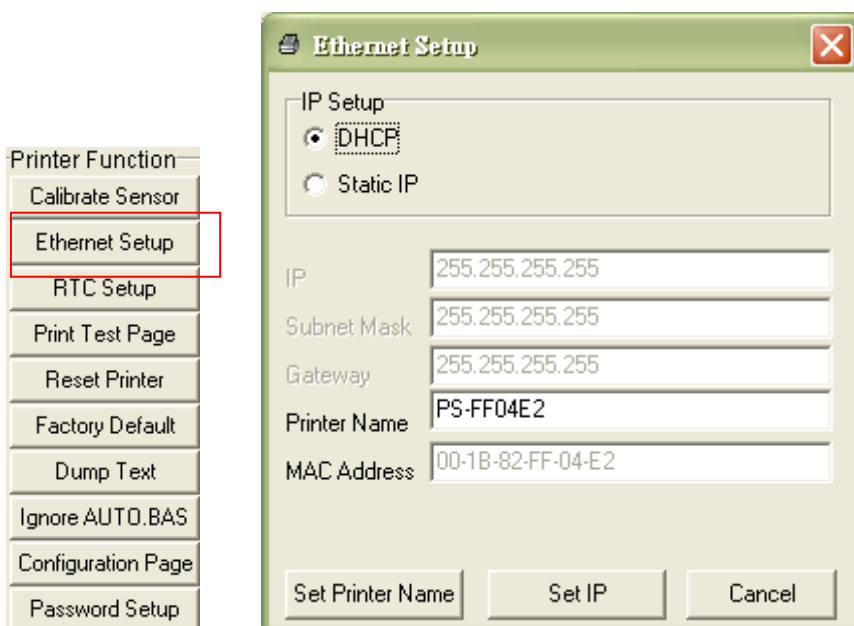 Printer Function
Calibrate Sensor
Ethernet Setup
RTC Setup
Print Test Page
Reset Printer
Factory Default
Dump Text
Ignore AUTO.BAS
Configuration Page
Password Setup
Ethernet Setup
IP Setup
DHCP
Static IP
IP 255.255.255.255
Subnet Mask 255.255.255.255
Gateway 255.255.255.255
Printer Name PS-FF04E2
MAC Address 00-1B-82-FF-04-E2
Set Printer Name Set IP Cancel